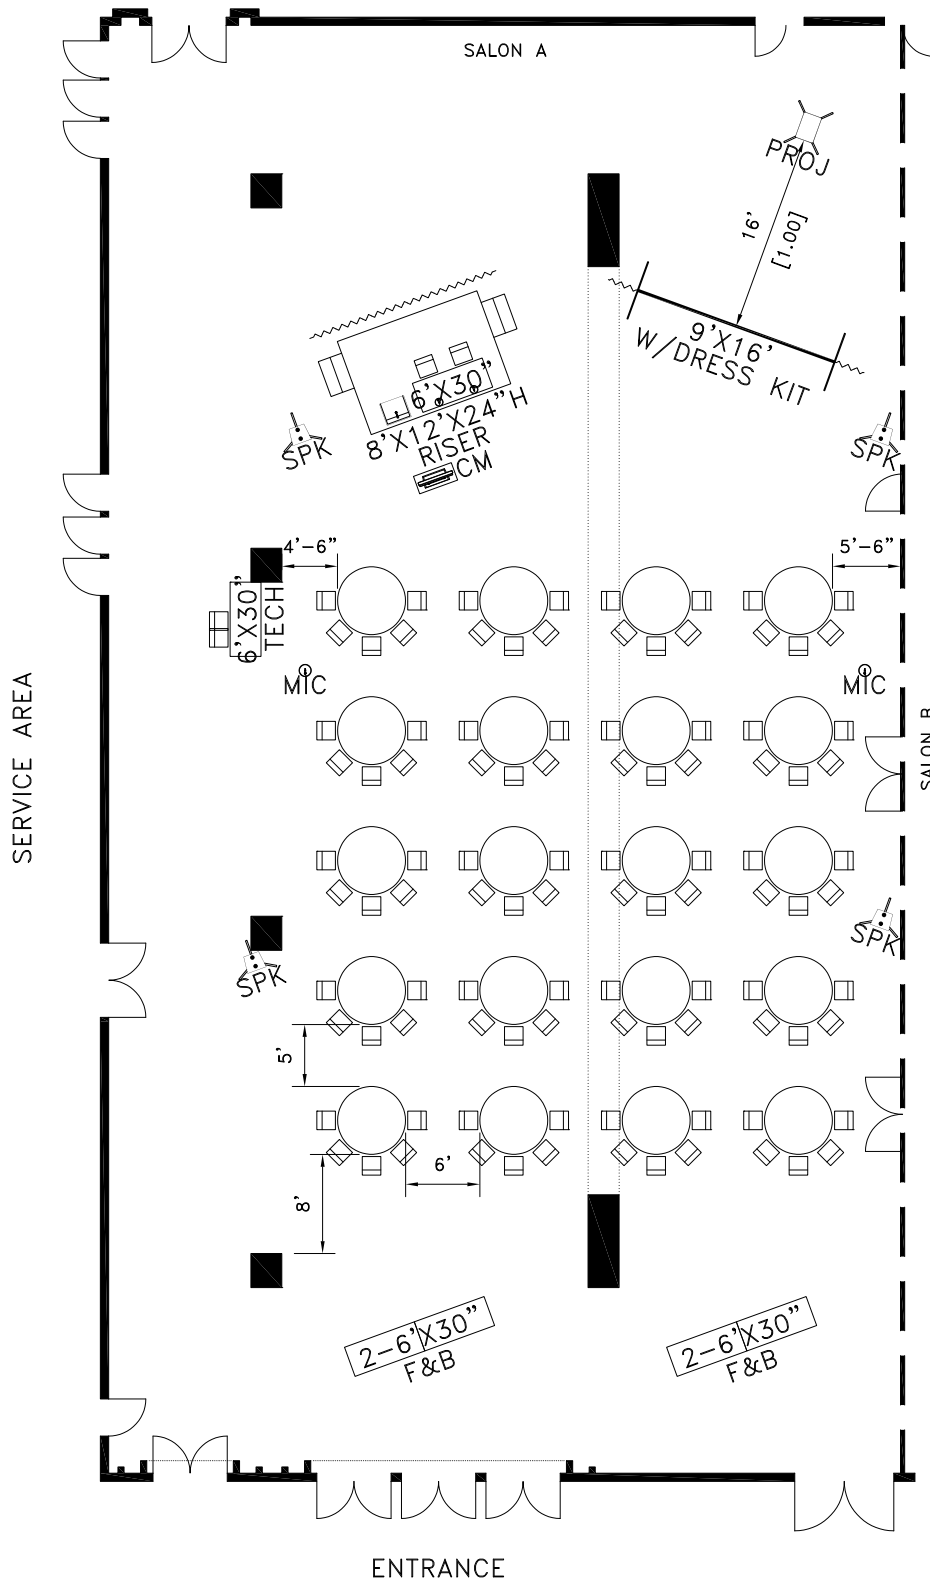 SALON A
PROJ
16'
[1.00]
9'X16'
W/DRESS KIT
6'X30"
8'X12'X24"H
RISER
CM
SPK
SPK
4'-6"
5'-6"
6'X30"
TECH
MIC
MIC
SERVICE AREA
SALON B
SPK
SPK
5'
6'
8'
2-6'X30"
F&B
2-6'X30"
F&B
ENTRANCE